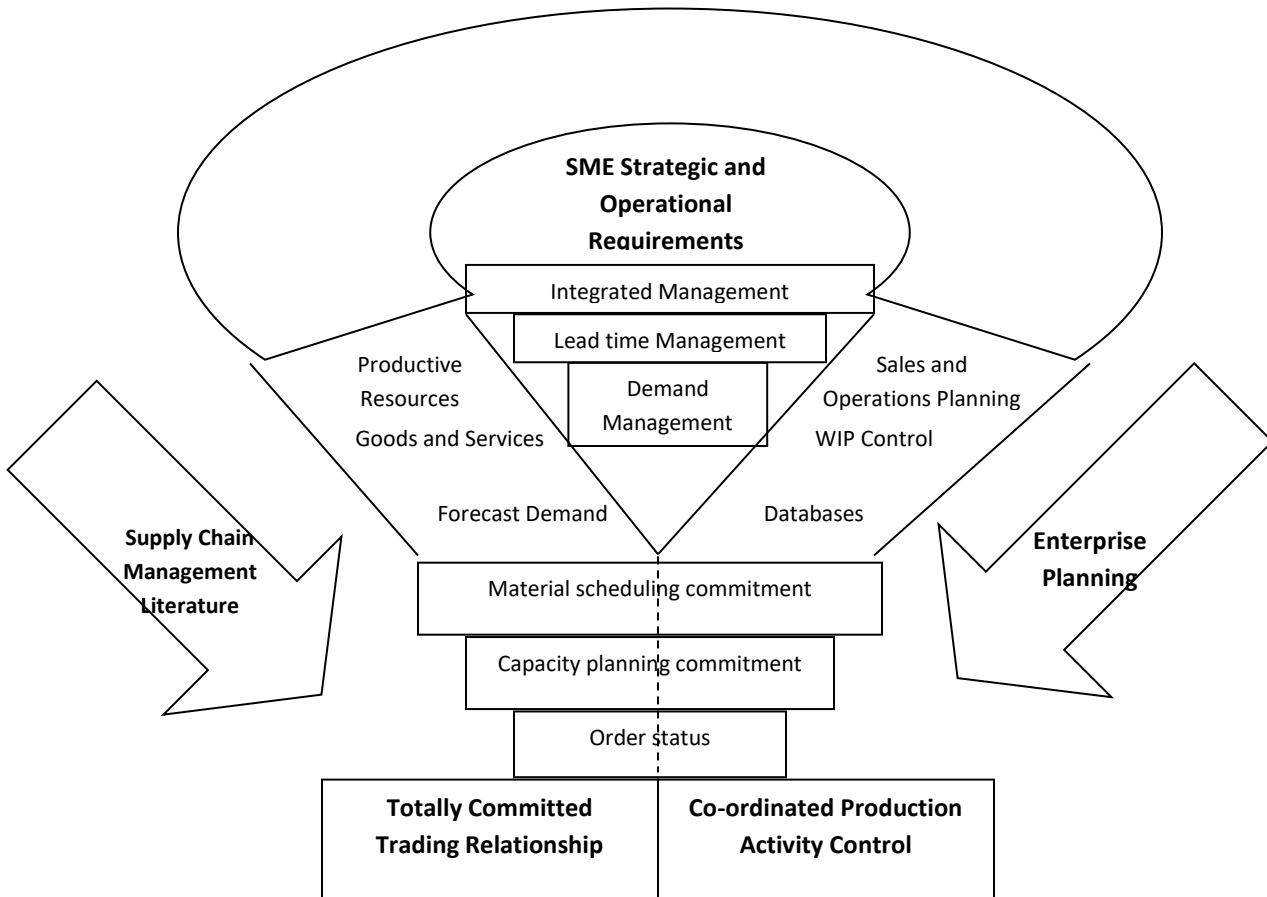 SME Strategic and
Operational
Requirements
Integrated Management
Lead time Management
Demand
Management
Productive
Resources
Goods and Services
Forecast Demand
Sales and
Operations Planning
WIP Control
Databases
Supply Chain
Management
Literature
Enterprise
Planning
Material scheduling commitment
Capacity planning commitment
Order status
Totally Committed
Trading Relationship
Co-ordinated Production
Activity Control